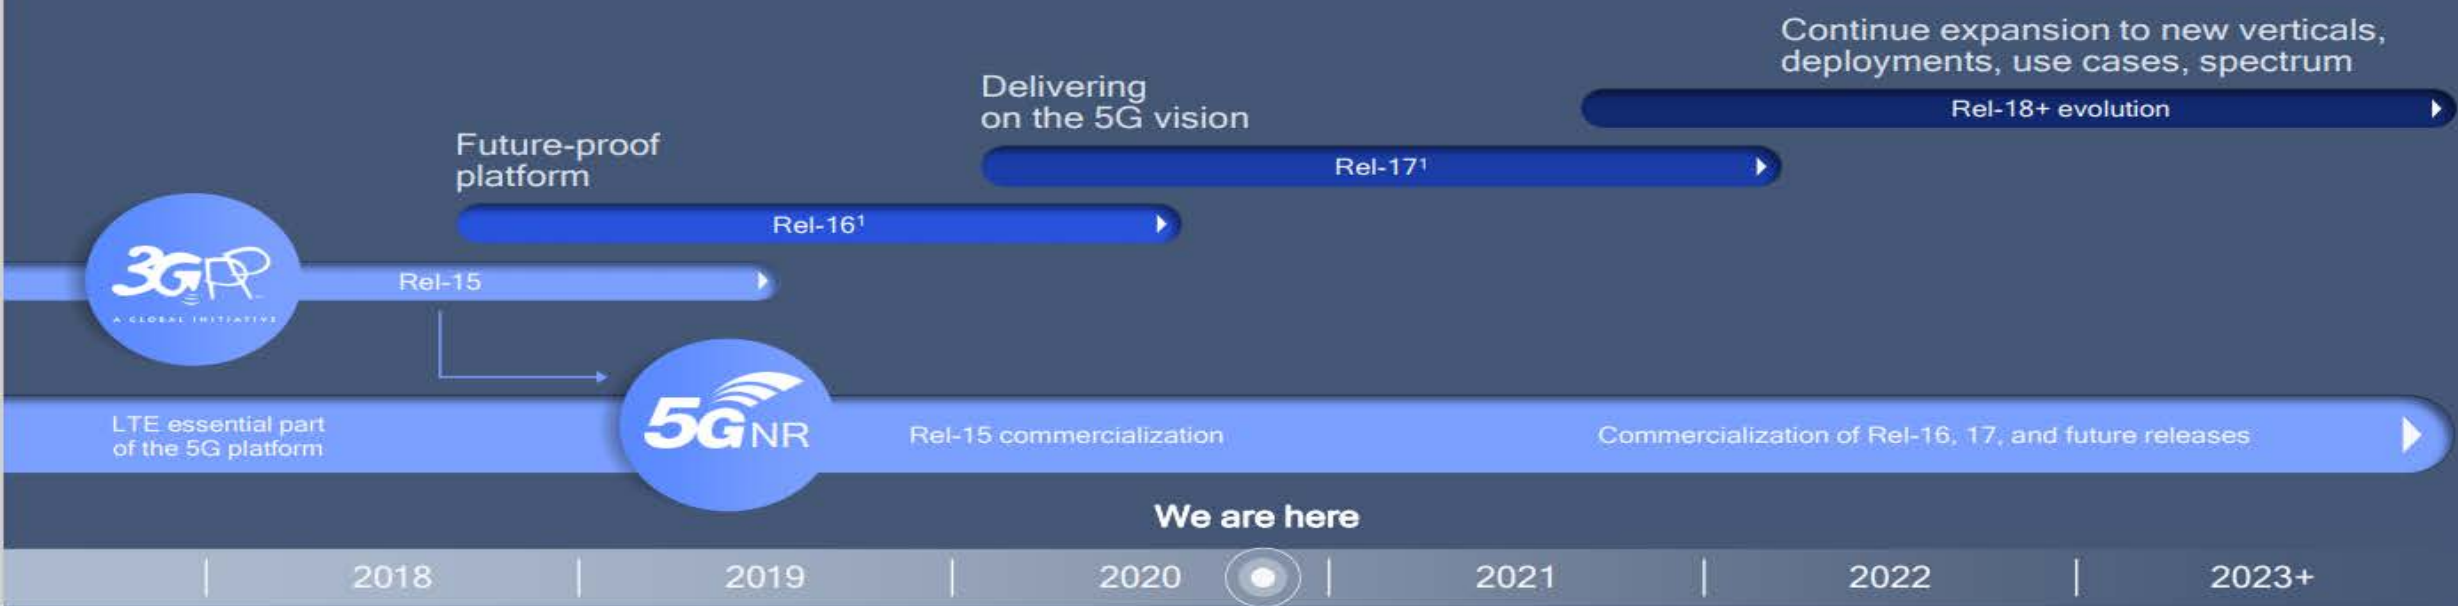 Continue expansion to new verticals,
deployments, use cases, spectrum
Rel-18+ evolution
Delivering
on the 5G vision
Rel-17¹
Future-proof
platform
Rel-16¹
3GPP
A GLOBAL INITIATIVE
Rel-15
LTE essential part
of the 5G platform
5G NR
Rel-15 commercialization
Commercialization of Rel-16, 17, and future releases
We are here
2018
2019
2020
2021
2022
2023+